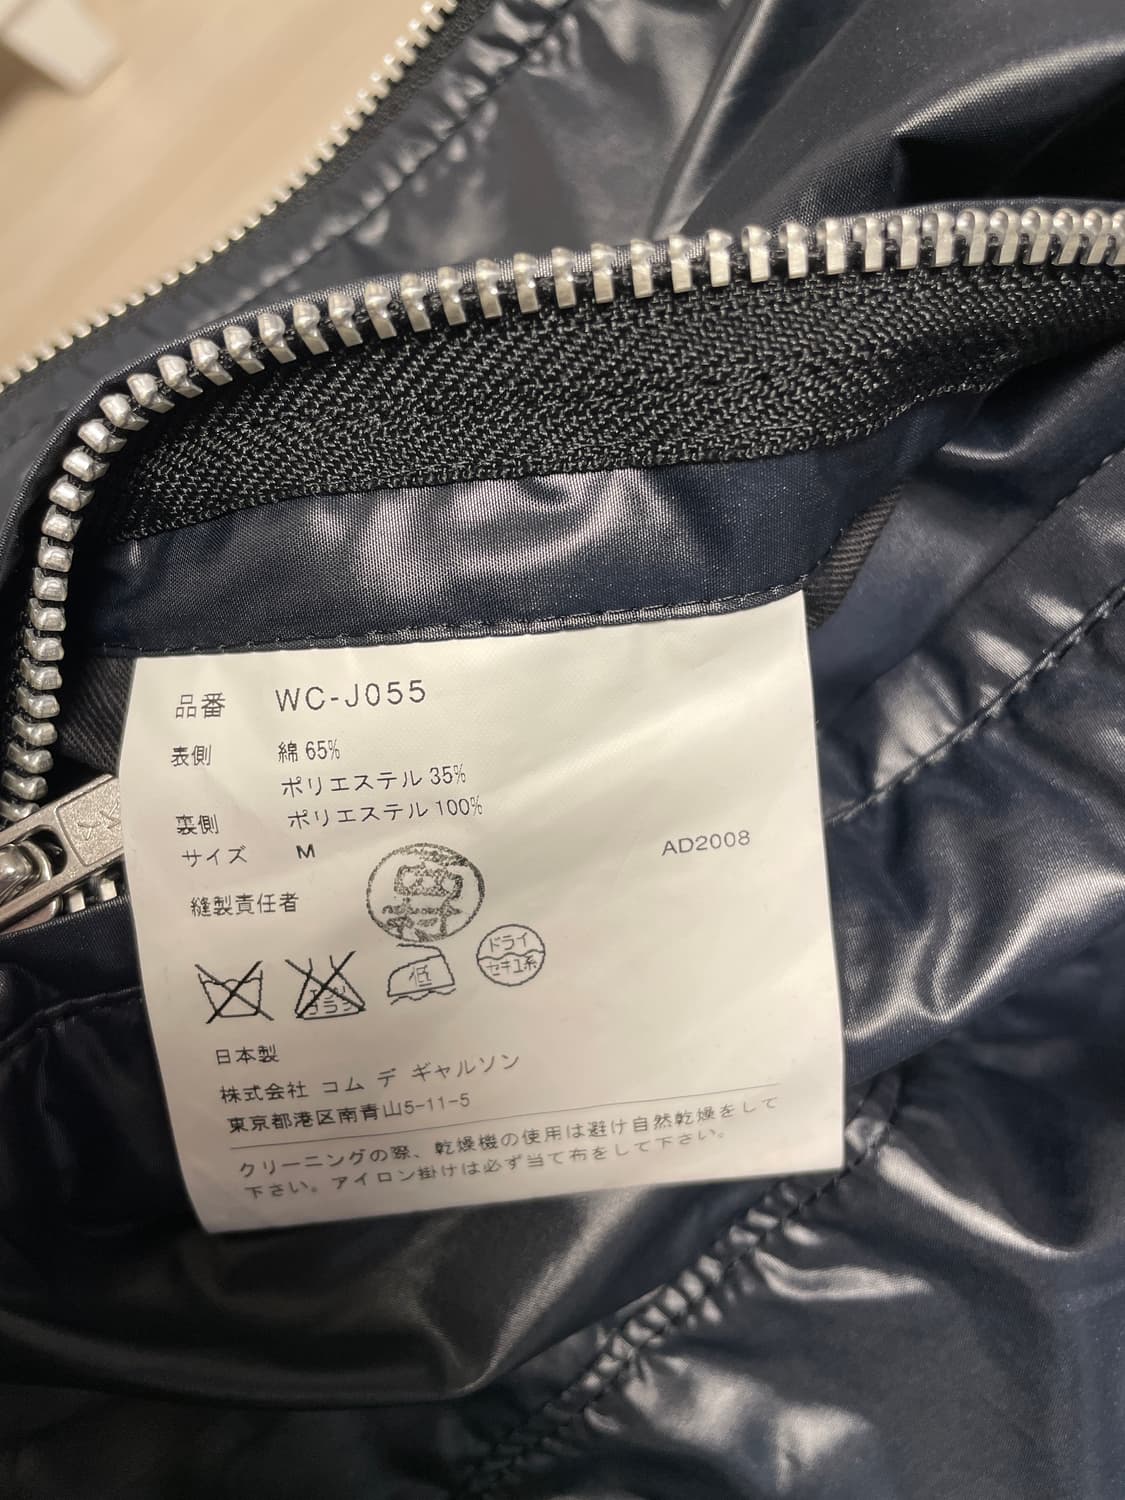 品番 WC-J055
表側 綿 65%
ポリエステル 35%
裏側 ポリエステル 100%
サイズ M
AD2008
縫製責任者
低
ドライ
セキユ系
日本製
株式会社 コム デ ギャルソン
東京都港区南青山5-11-5
クリーニングの際、乾燥機の使用は避け自然乾燥をして
下さい。アイロン掛けは必ず当て布をして下さい。